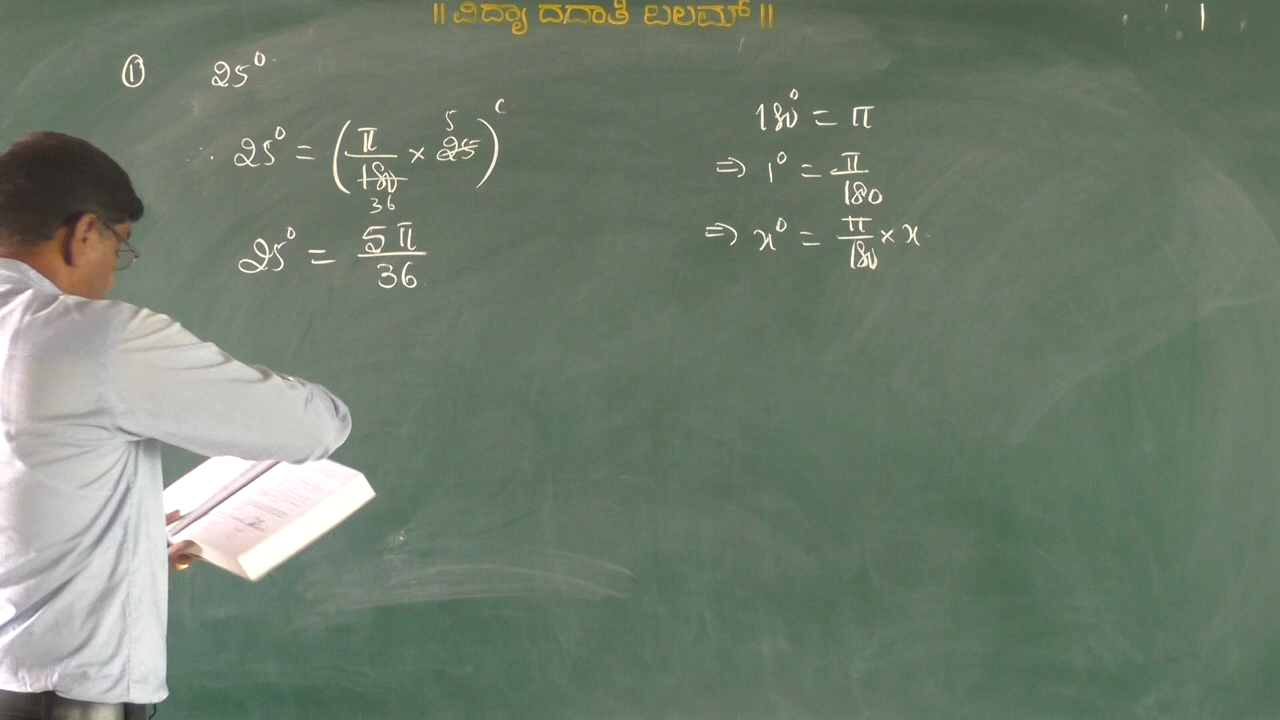 ॥ ವಿದ್ಯಾ ದದಾತಿ ಬಲಮ್ ॥
① 25°
∴ 25° = (π/180 × 25)ᶜ
5
36
25° = 5π/36
180° = π
⇒ 1° = π/180
⇒ x° = π/180 × x